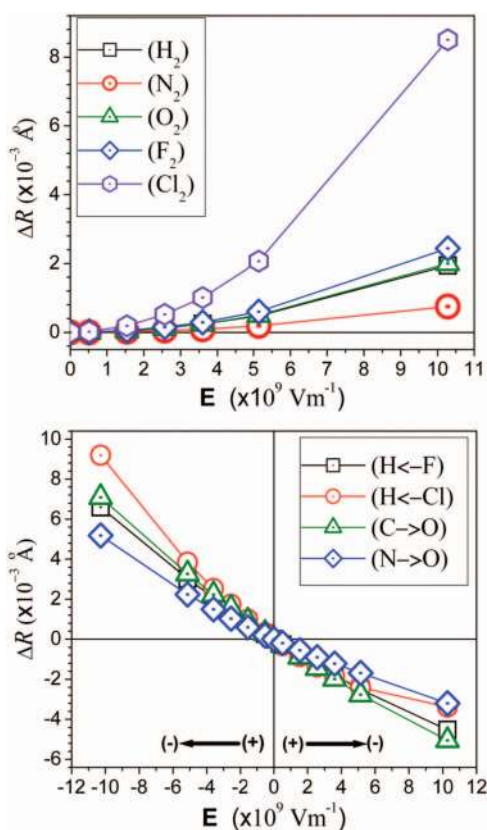 8
6
4
2
0
ΔR (x10⁻³ Å)
(H₂)
(N₂)
(O₂)
(F₂)
(Cl₂)
0 1 2 3 4 5 6 7 8 9 10 11
E (x10⁹ Vm⁻¹)
10
8
6
4
2
0
-2
-4
-6
ΔR (x10⁻³ Å)
(H<–F)
(H<–Cl)
(C–>O)
(N–>O)
(-) (+) (+) (-)
-12 -10 -8 -6 -4 -2 0 2 4 6 8 10 12
E (x10⁹ Vm⁻¹)